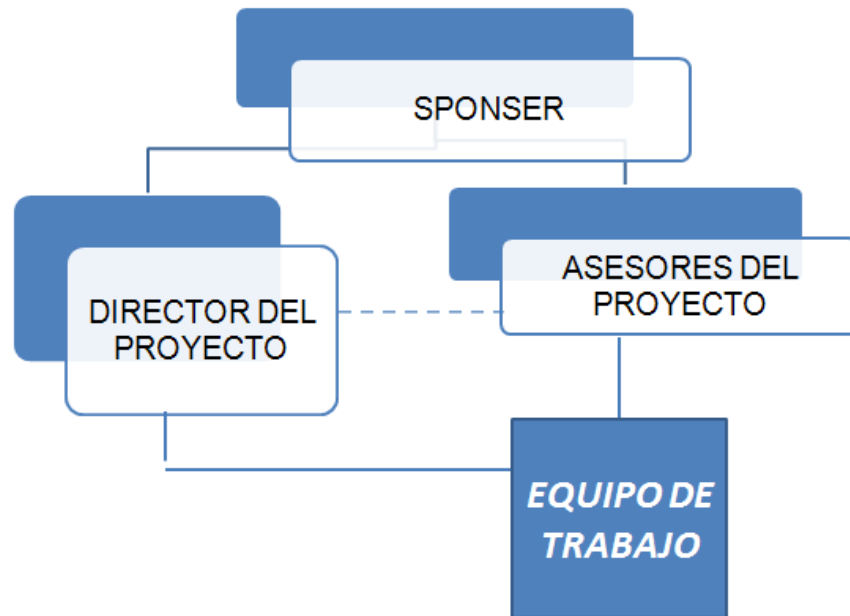 SPONSER
DIRECTOR DEL
PROYECTO
ASESORES DEL
PROYECTO
EQUIPO DE
TRABAJO